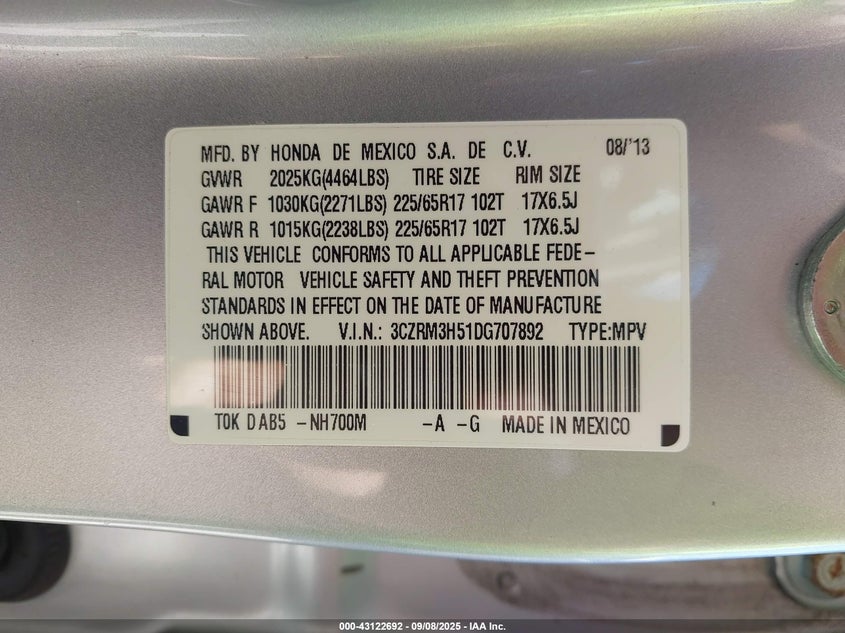 MFD. BY HONDA DE MEXICO S.A. DE C.V. 08/'13
GVWR 2025KG(4464LBS) TIRE SIZE RIM SIZE
GAWR F 1030KG(2271LBS) 225/65R17 102T 17X6.5J
GAWR R 1015KG(2238LBS) 225/65R17 102T 17X6.5J
THIS VEHICLE CONFORMS TO ALL APPLICABLE FEDE-
RAL MOTOR VEHICLE SAFETY AND THEFT PREVENTION
STANDARDS IN EFFECT ON THE DATE OF MANUFACTURE
SHOWN ABOVE. V.I.N.: 3CZRM3H51DG707892 TYPE:MPV
T0K D AB5 -NH700M -A -G MADE IN MEXICO
000-43122692 - 09/08/2025 - IAA Inc.